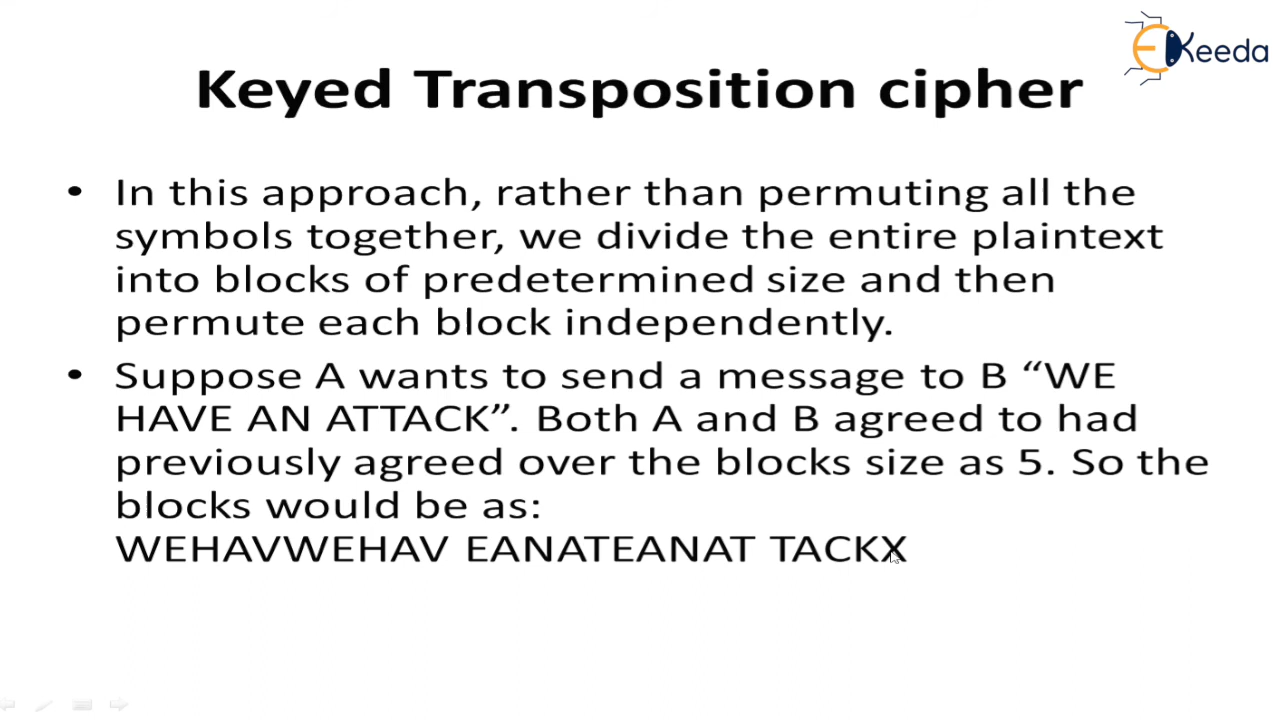 EKeeda
Keyed Transposition cipher
• In this approach, rather than permuting all the
symbols together, we divide the entire plaintext
into blocks of predetermined size and then
permute each block independently.
• Suppose A wants to send a message to B “WE
HAVE AN ATTACK”. Both A and B agreed to had
previously agreed over the blocks size as 5. So the
blocks would be as:
WEHAVWEHAV EANATEANAT TACKX